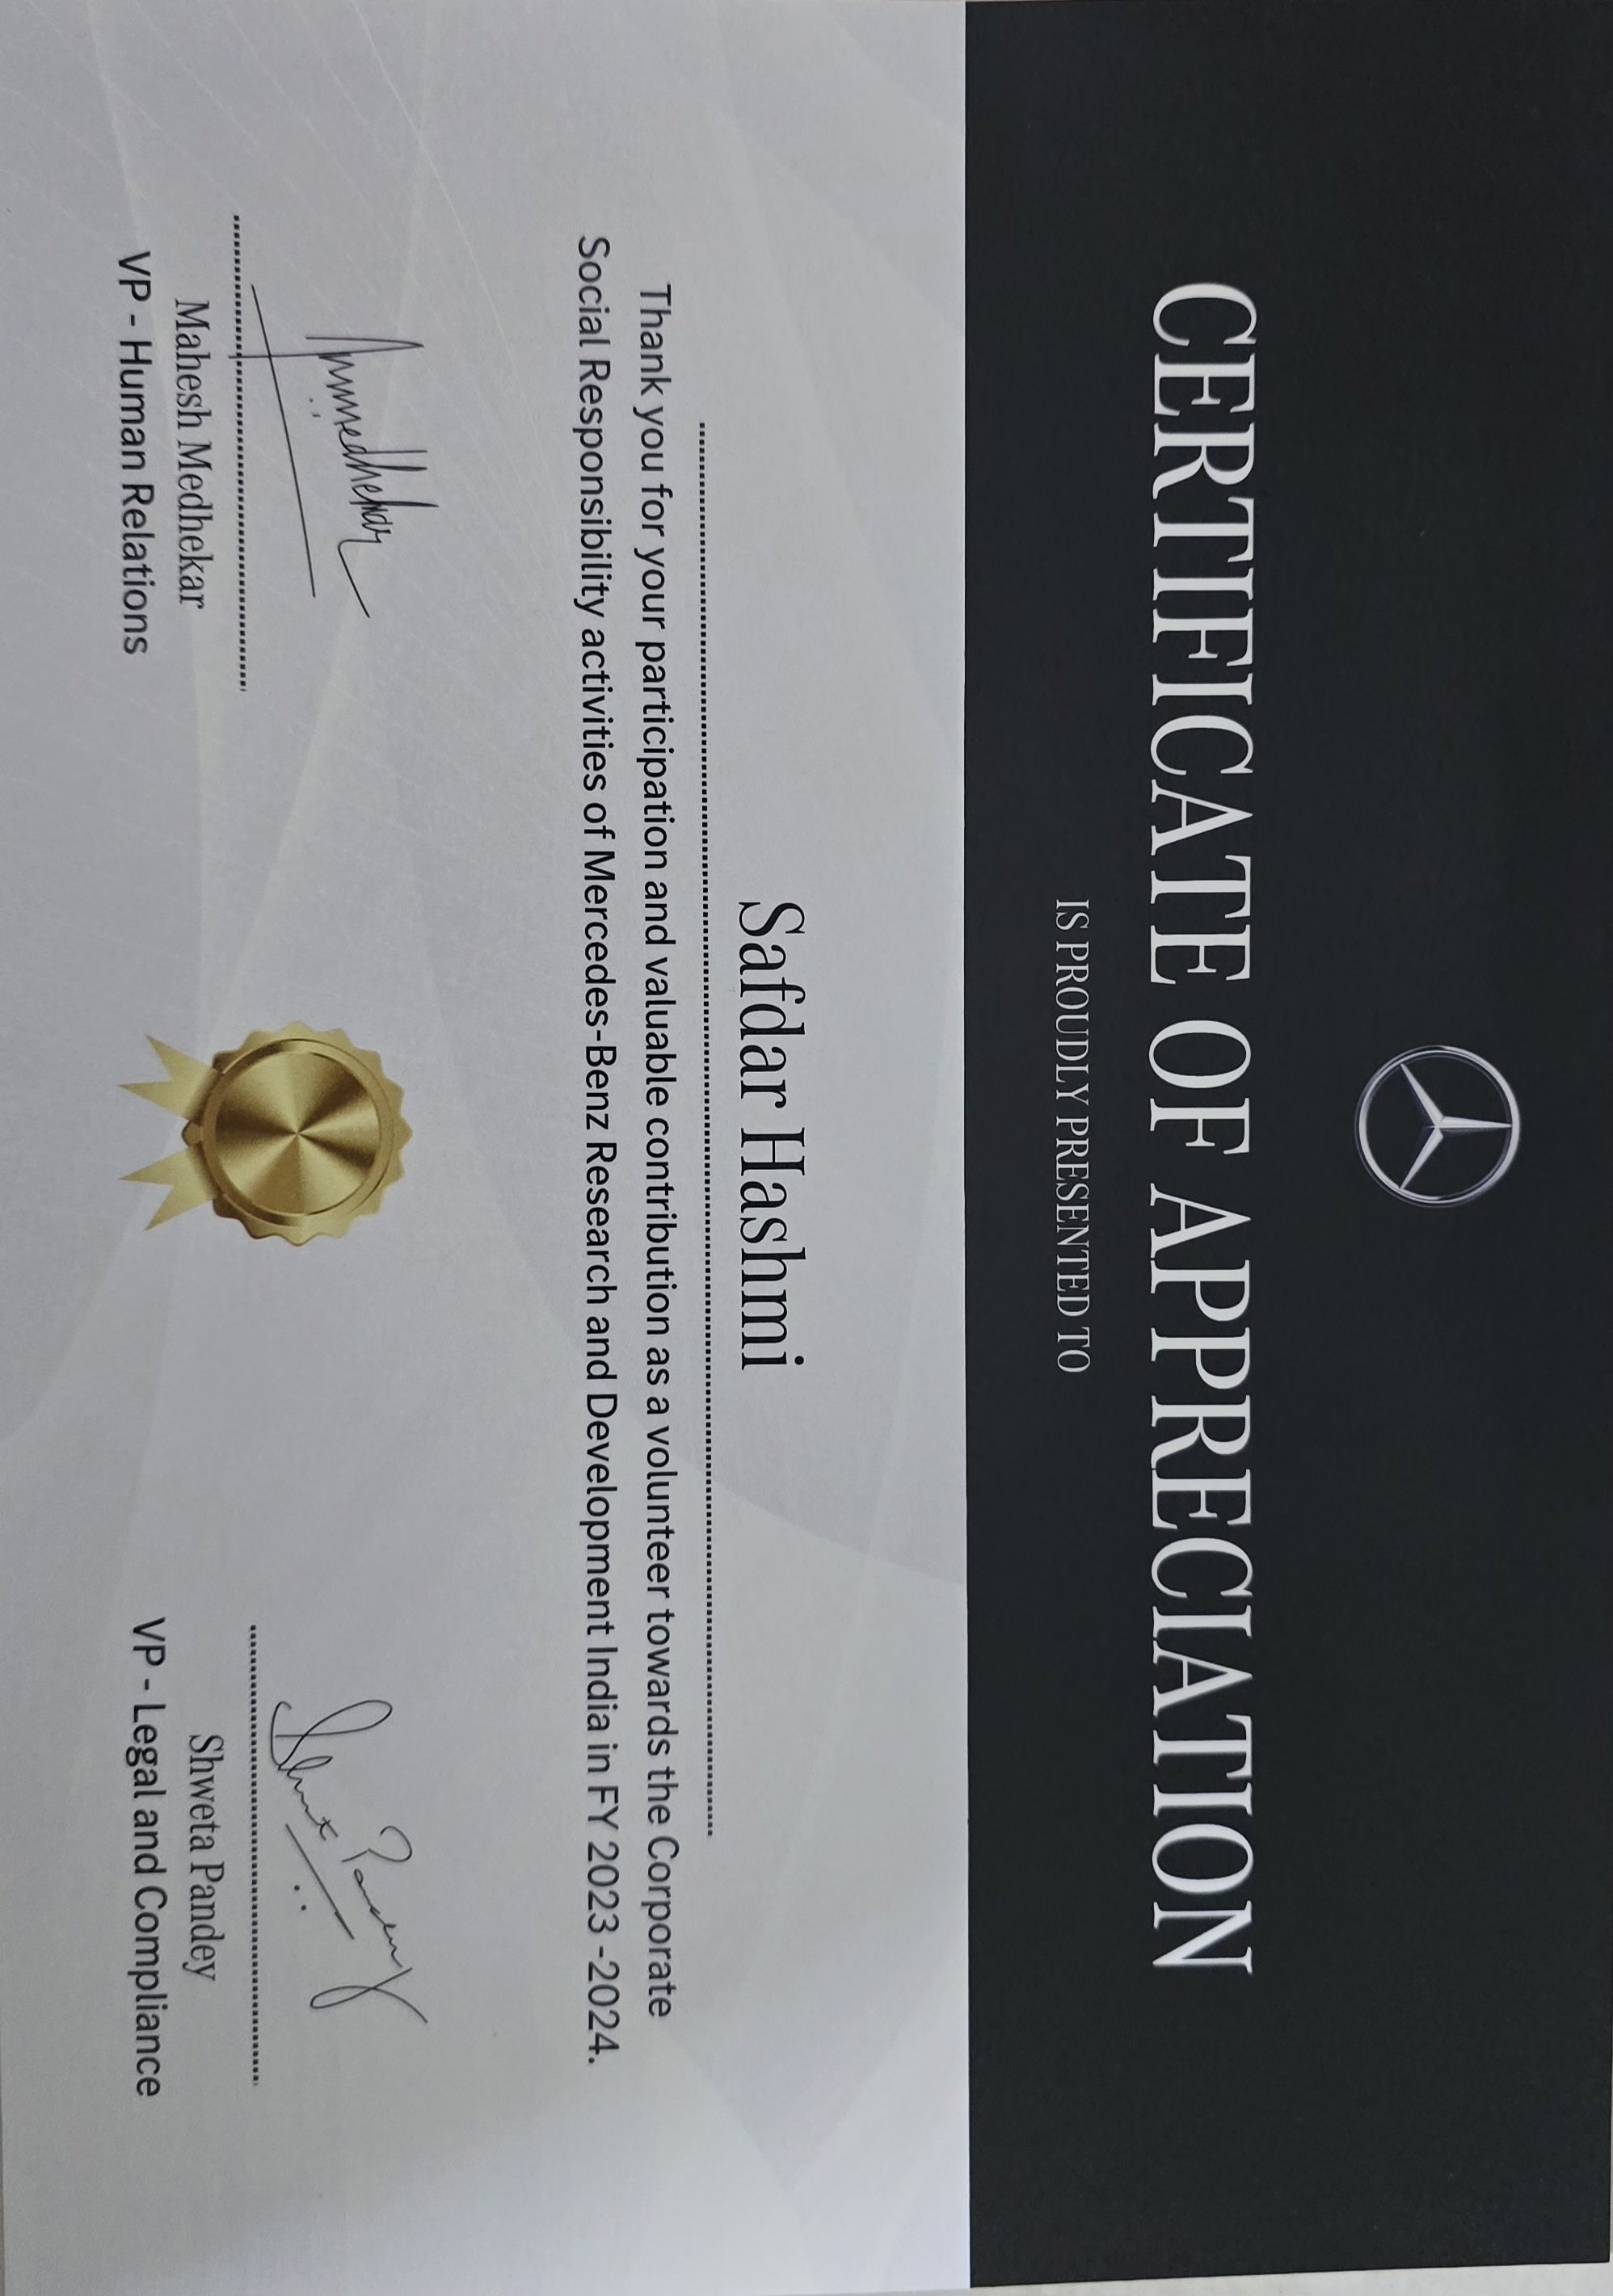 CERTIFICATE OF APPRECIATION
IS PROUDLY PRESENTED TO
Safdar Hashmi
Thank you for your participation and valuable contribution as a volunteer towards the Corporate
Social Responsibility activities of Mercedes-Benz Research and Development India in FY 2023 -2024.
Mahesh Medhekar
VP - Human Relations
Shweta Pandey
VP - Legal and Compliance